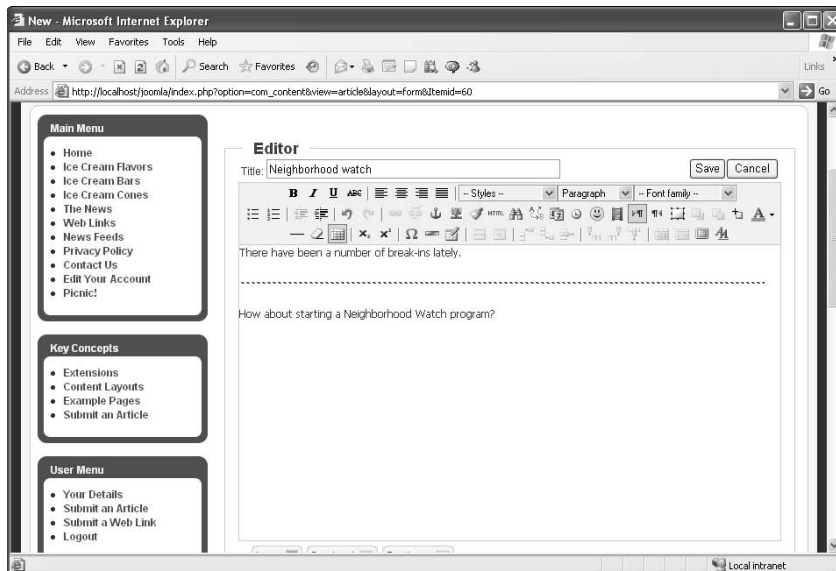 New - Microsoft Internet Explorer
File Edit View Favorites Tools Help
Back Search Favorites Links
Address http://localhost/joomla/index.php?option=com_content&view=article&layout=form&Itemid=60 Go
Main Menu
Home
Ice Cream Flavors
Ice Cream Bars
Ice Cream Cones
The News
Web Links
News Feeds
Privacy Policy
Contact Us
Edit Your Account
Picnic!
Key Concepts
Extensions
Content Layouts
Example Pages
Submit an Article
User Menu
Your Details
Submit an Article
Submit a Web Link
Logout
Editor
Title: Neighborhood watch Save Cancel
B I U ABC -- Styles -- Paragraph -- Font family --
HTML
There have been a number of break-ins lately.
How about starting a Neighborhood Watch program?
Local intranet